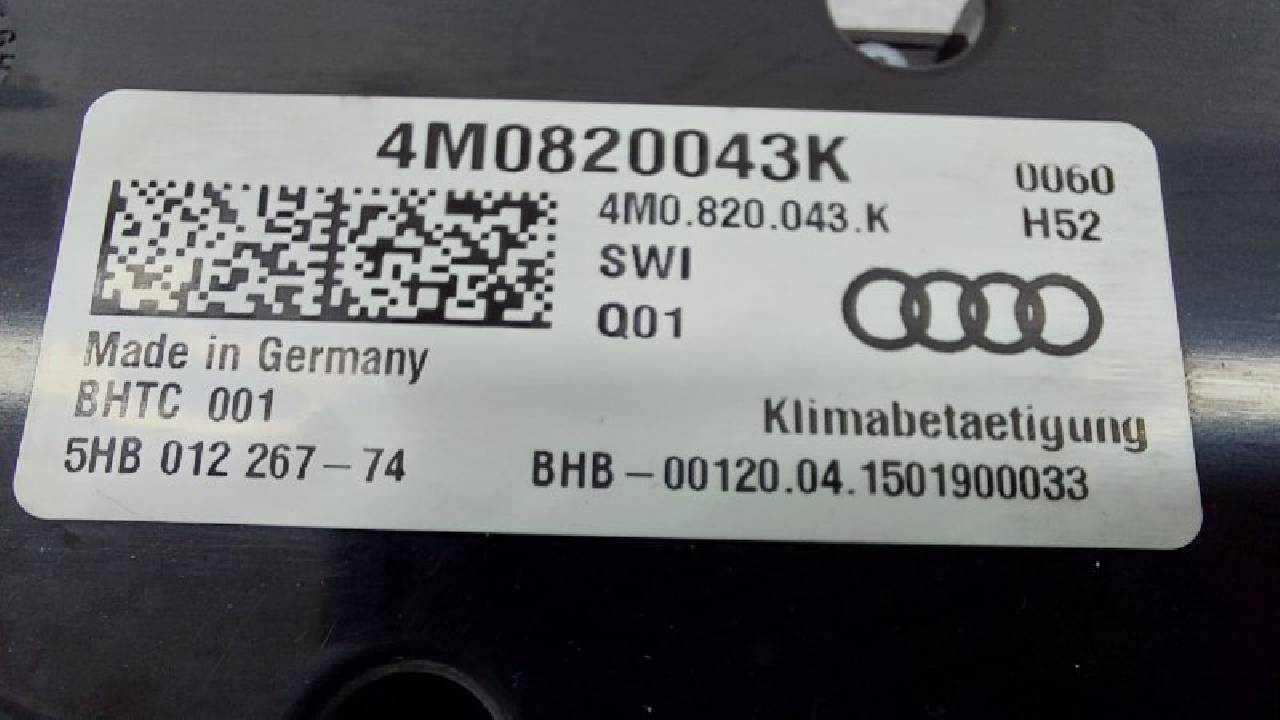 4M0820043K
0060
4M0.820.043.K
H52
SWI
Q01
Made in Germany
BHTC 001
Klimabetaetigung
5HB 012 267-74
BHB-00120.04.1501900033